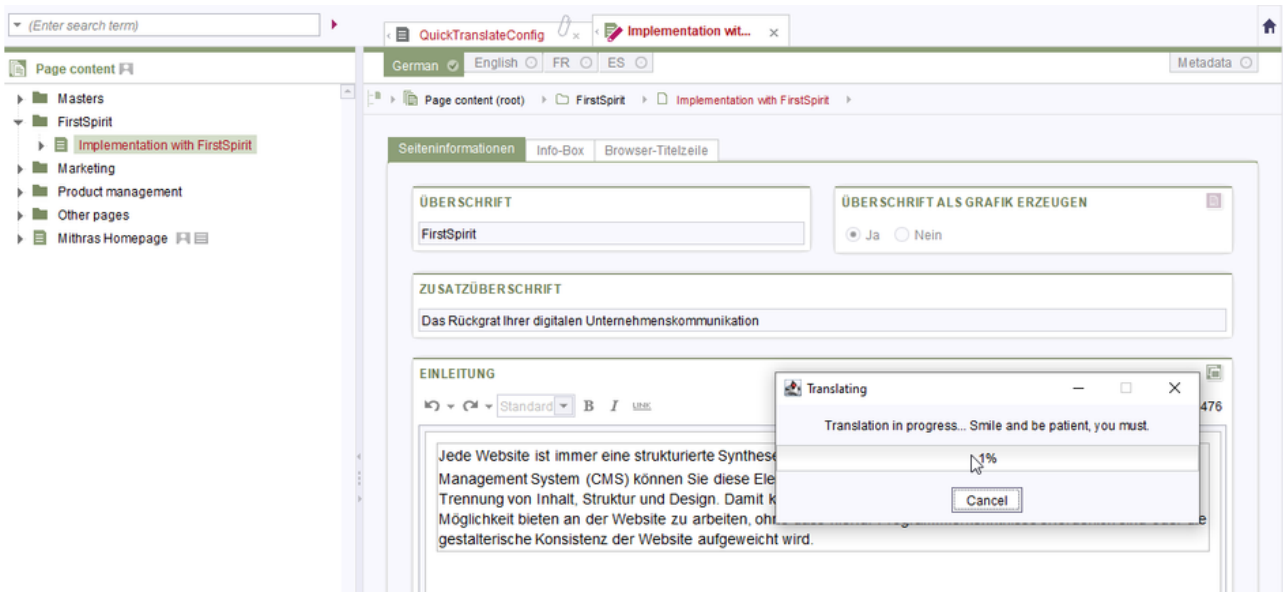 (Enter search term)
QuickTranslateConfig
Implementation wit...
Page content
German English FR ES Metadata
Masters
FirstSpirit
Implementation with FirstSpirit
Marketing
Product management
Other pages
Mithras Homepage
Page content (root) FirstSpirit Implementation with FirstSpirit
Seiteninformationen Info-Box Browser-Titelzeile
ÜBERSCHRIFT
FirstSpirit
ÜBERSCHRIFT ALS GRAFIK ERZEUGEN
Ja Nein
ZUSATZÜBERSCHRIFT
Das Rückgrat Ihrer digitalen Unternehmenskommunikation
EINLEITUNG
Standard B I LINK
476
Jede Website ist immer eine strukturierte Synthese
Management System (CMS) können Sie diese Ele
Trennung von Inhalt, Struktur und Design. Damit k
Möglichkeit bieten an der Website zu arbeiten, ohn
gestalterische Konsistenz der Website aufgeweicht wird.
Translating
Translation in progress... Smile and be patient, you must.
1%
Cancel